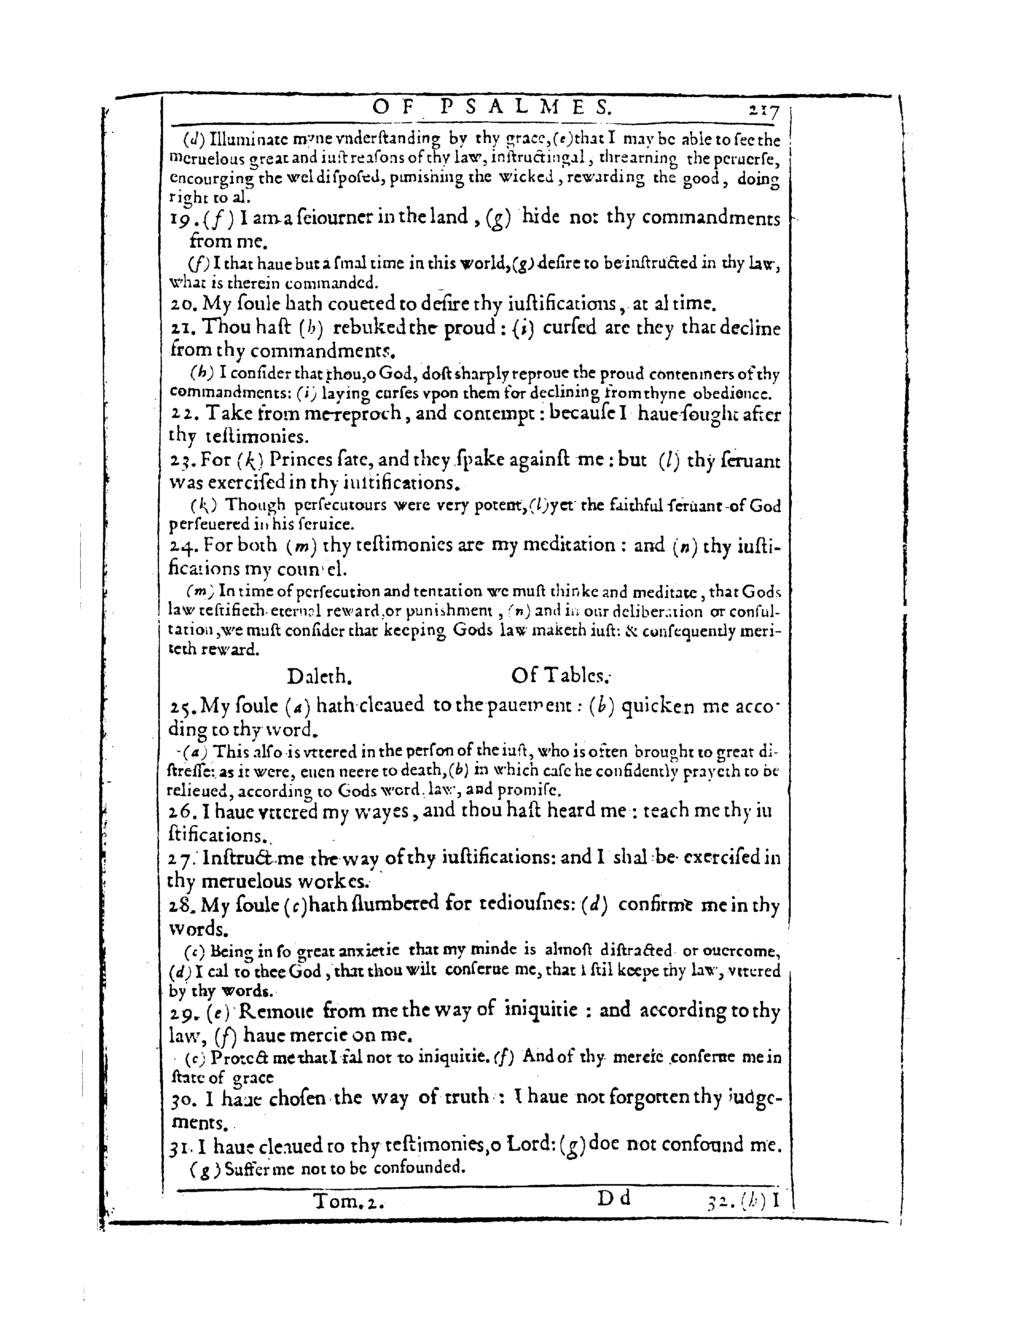 OF PSALMES. 217
(d) Illuminate myne vnderſtanding by thy grace, (e) that I may be able to ſee the
meruelous great and iuſt reaſons of thy law, inſtructing al, threatning the peruerſe,
encourging the wel diſpoſed, punishing the wicked, rewarding the good, doing
right to al.
19. (f) I am a ſeiourner in the land, (g) hide not thy commandments
from me.
(f) I that haue but a ſmal time in this world, (g) deſire to be inſtructed in thy law,
what is therein commanded.
20. My ſoule hath coueted to deſire thy iuſtifications, at al time.
21. Thou haſt (h) rebuked the proud: (i) curſed are they that decline
from thy commandments.
(h) I conſider that thou, o God, doſt sharply reproue the proud contemners of thy
commandments: (i) laying curſes vpon them for declining from thyne obedience.
22. Take from me reproch, and contempt: becauſe I haue ſought after
thy teſtimonies.
23. For (k) Princes ſate, and they ſpake againſt me: but (l) thy ſeruant
was exerciſed in thy iuſtifications.
(k) Though perſecutours were very potent, (l) yet the faithful ſeruant of God
perſeuered in his ſeruice.
24. For both (m) thy teſtimonies are my meditation: and (n) thy iuſti-
fications my counſel.
(m) In time of perſecution and tentation we muſt thinke and meditate, that Gods
law teſtifieth eternal reward, or punishment, (n) and in our deliberation or conſul-
tation, we muſt conſider that keeping Gods law maketh iuſt: & conſequently meri-
teth reward.
Daleth. Of Tables.
25. My ſoule (a) hath cleaued to the pauement: (b) quicken me acco-
ding to thy word.
(a) This alſo is vttered in the perſon of the iuſt, who is often brought to great di-
ſtreſſe: as it were, euen neere to death, (b) in which caſe he confidently prayeth to be
relieued, according to Gods word, law, and promiſe.
26. I haue vttered my wayes, and thou haſt heard me: teach me thy iu
ſtifications.
27. Inſtruct me the way of thy iuſtifications: and I shal be exerciſed in
thy meruelous workes.
28. My ſoule (c) hath ſlumbered for tediouſnes: (d) confirme me in thy
words.
(c) Being in ſo great anxietie that my minde is almoſt diſtracted or ouercome,
(d) I cal to thee God, that thou wilt conſerue me, that I ſtil keepe thy law, vttered
by thy words.
29. (e) Remoue from me the way of iniquitie: and according to thy
law, (f) haue mercie on me.
(e) Protect me that I fal not to iniquitie. (f) And of thy mercie conſerue me in
ſtate of grace
30. I haue choſen the way of truth: I haue not forgotten thy iudge-
ments.
31. I haue cleaued to thy teſtimonies, o Lord: (g) doe not confound me.
(g) Suffer me not to be confounded.
Tom. 2. Dd 32. (h) I